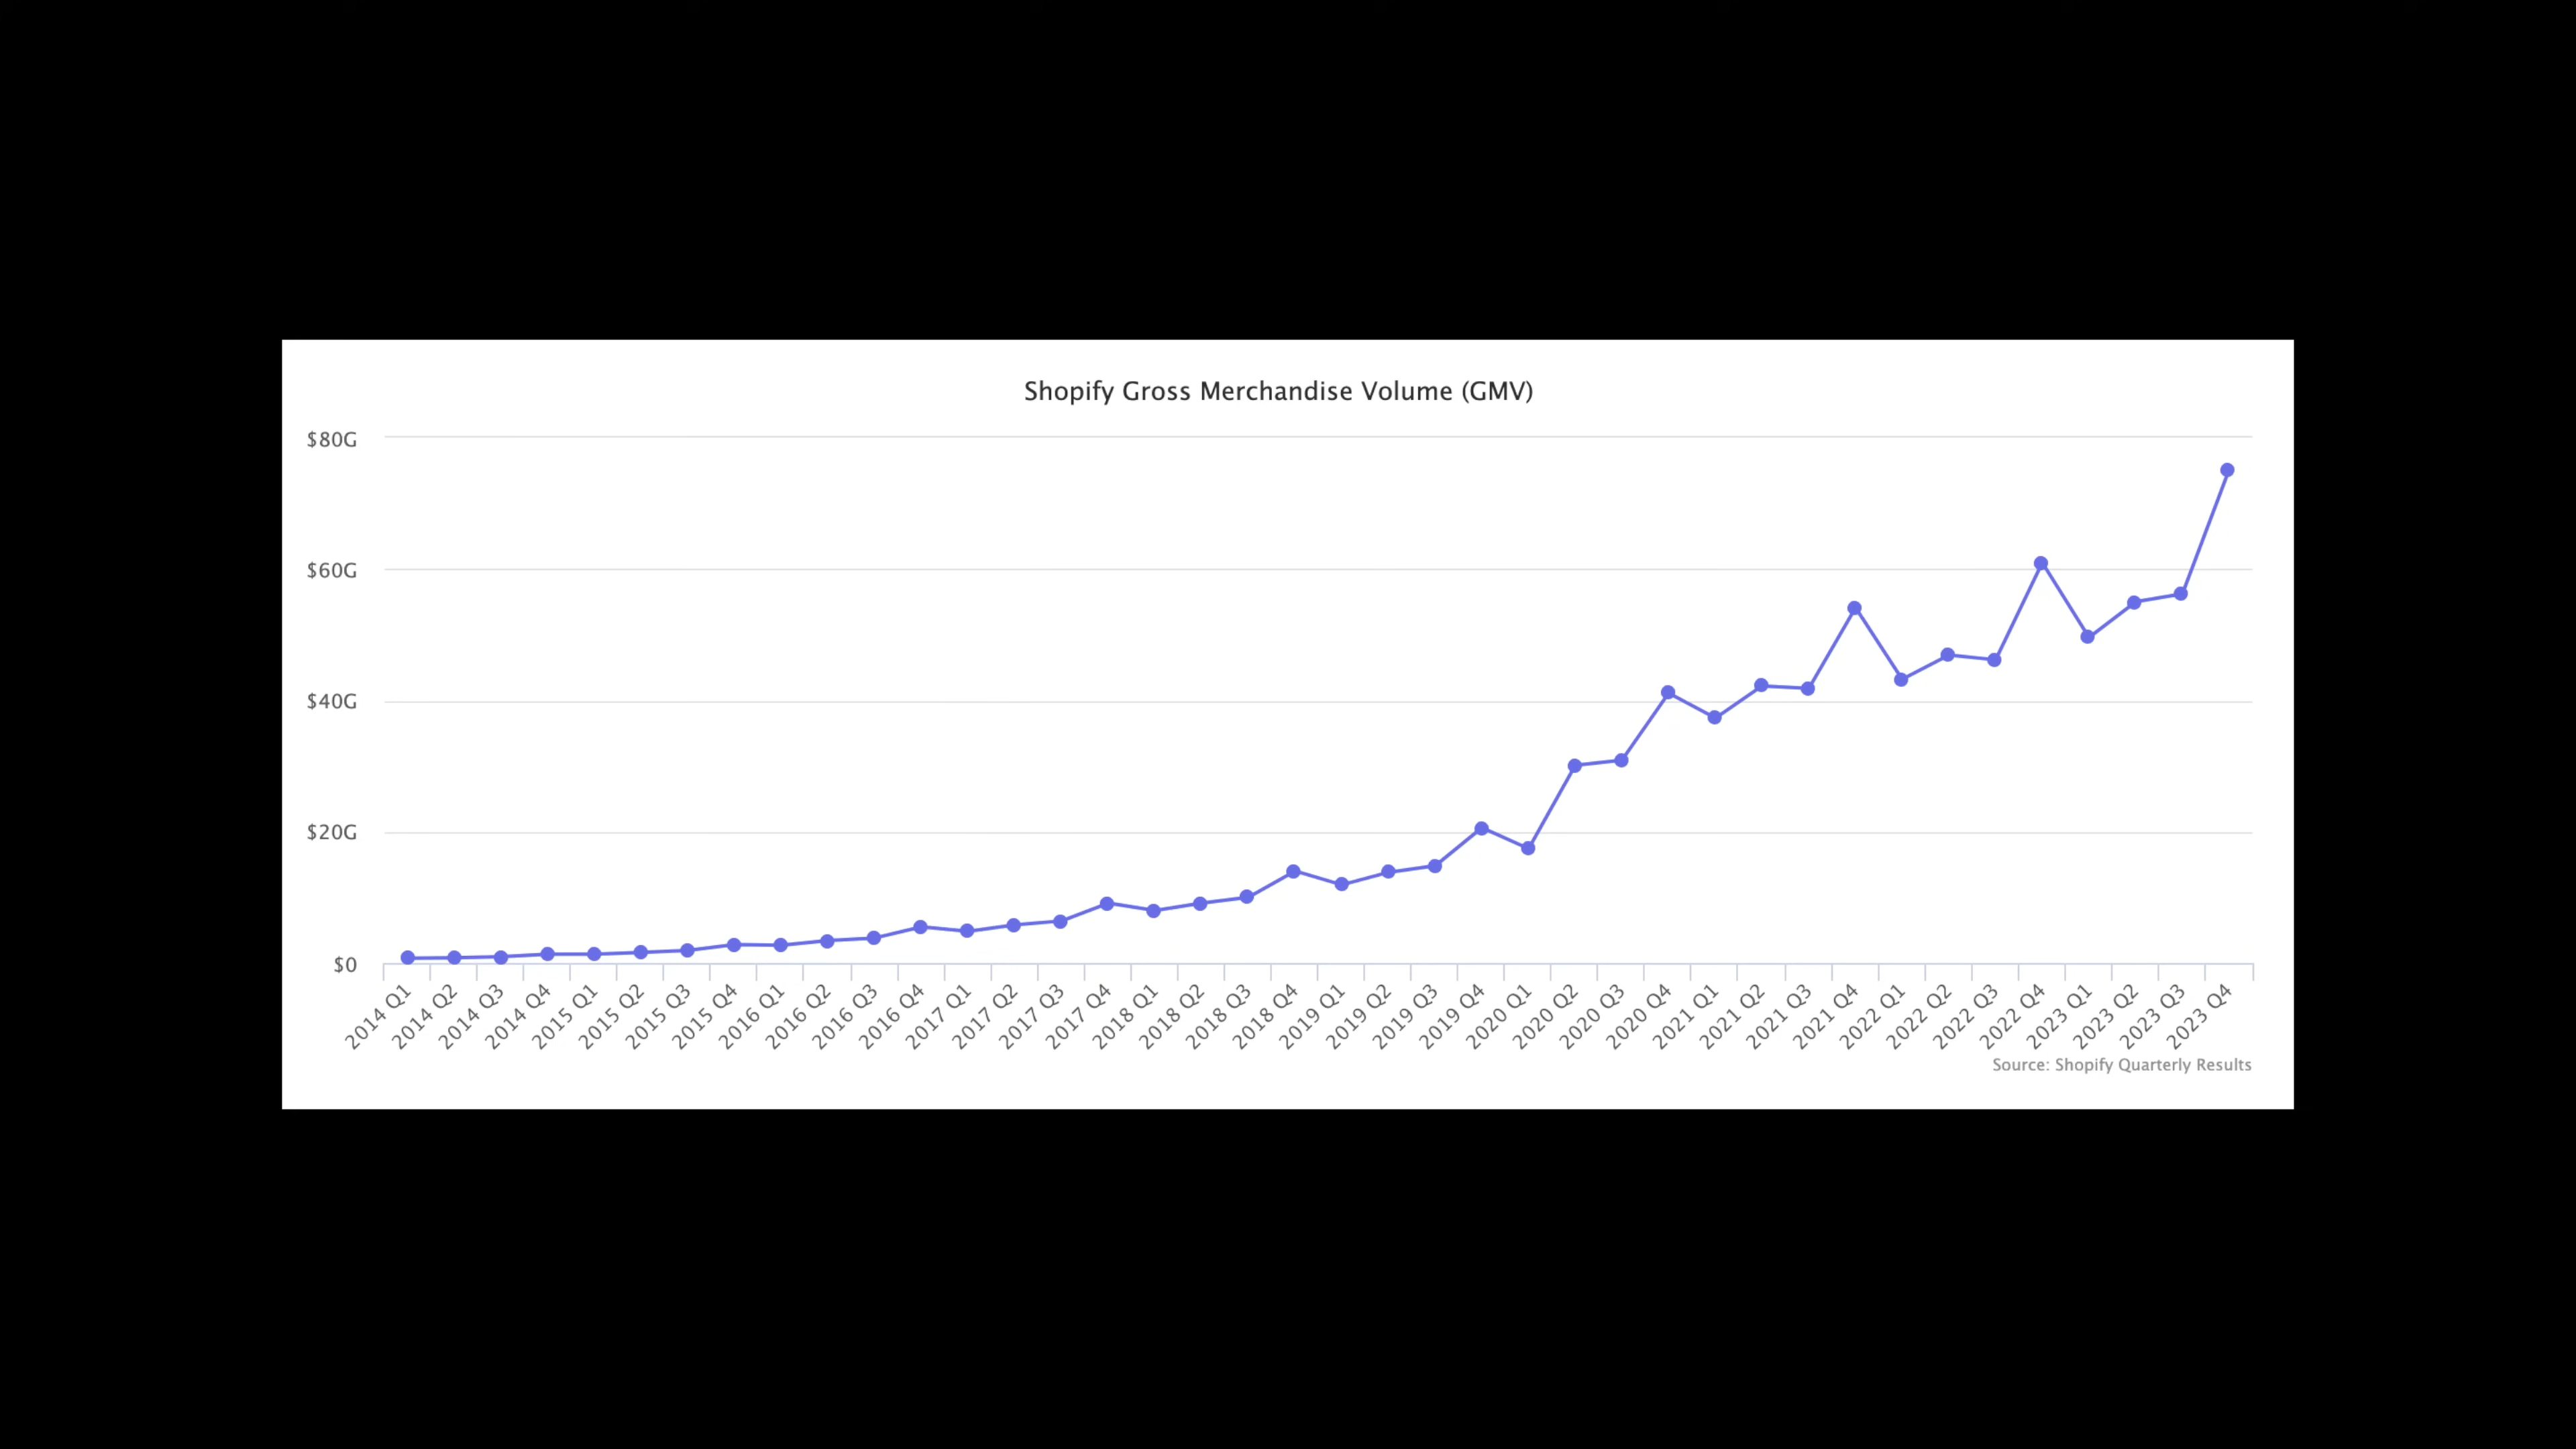 Shopify Gross Merchandise Volume (GMV)
$80G
$60G
$40G
$20G
$0
2014 Q1
2014 Q2
2014 Q3
2014 Q4
2015 Q1
2015 Q2
2015 Q3
2015 Q4
2016 Q1
2016 Q2
2016 Q3
2016 Q4
2017 Q1
2017 Q2
2017 Q3
2017 Q4
2018 Q1
2018 Q2
2018 Q3
2018 Q4
2019 Q1
2019 Q2
2019 Q3
2019 Q4
2020 Q1
2020 Q2
2020 Q3
2020 Q4
2021 Q1
2021 Q2
2021 Q3
2021 Q4
2022 Q1
2022 Q2
2022 Q3
2022 Q4
2023 Q1
2023 Q2
2023 Q3
2023 Q4
Source: Shopify Quarterly Results